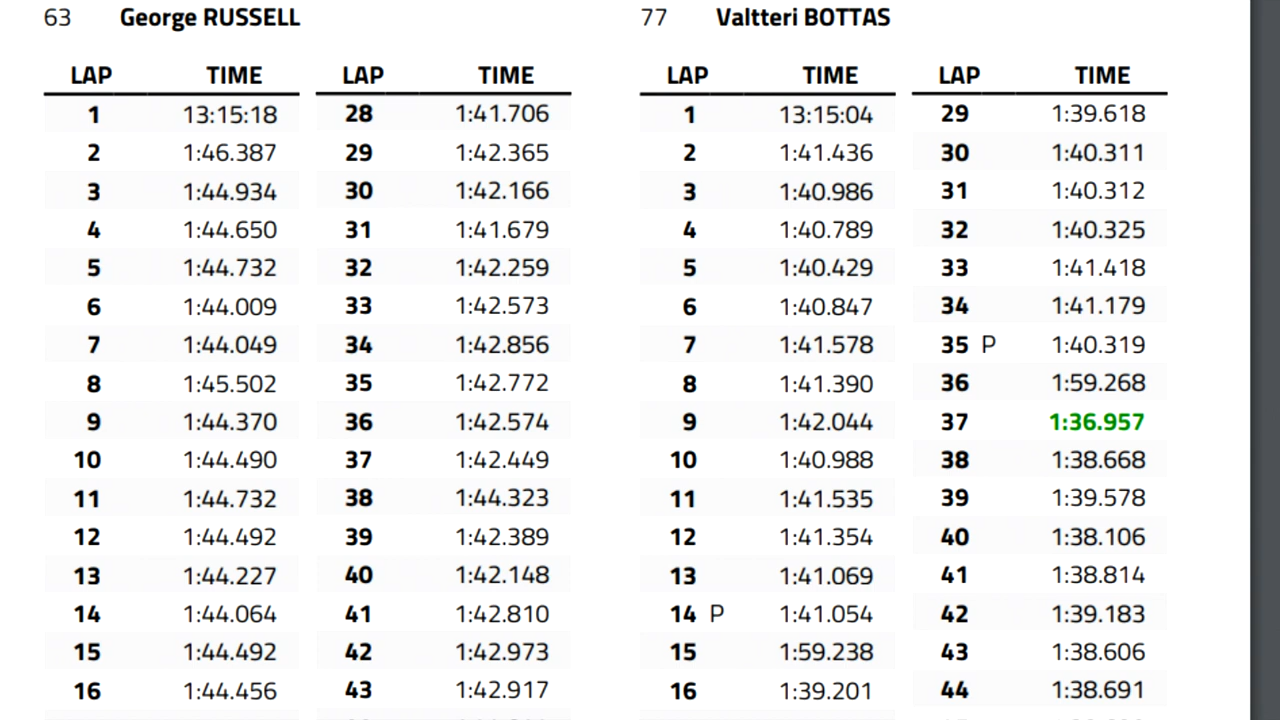 63 George RUSSELL 77 Valtteri BOTTAS
LAP TIME LAP TIME LAP TIME LAP TIME
1 13:15:18 28 1:41.706 1 13:15:04 29 1:39.618
2 1:46.387 29 1:42.365 2 1:41.436 30 1:40.311
3 1:44.934 30 1:42.166 3 1:40.986 31 1:40.312
4 1:44.650 31 1:41.679 4 1:40.789 32 1:40.325
5 1:44.732 32 1:42.259 5 1:40.429 33 1:41.418
6 1:44.009 33 1:42.573 6 1:40.847 34 1:41.179
7 1:44.049 34 1:42.856 7 1:41.578 35 P 1:40.319
8 1:45.502 35 1:42.772 8 1:41.390 36 1:59.268
9 1:44.370 36 1:42.574 9 1:42.044 37 1:36.957
10 1:44.490 37 1:42.449 10 1:40.988 38 1:38.668
11 1:44.732 38 1:44.323 11 1:41.535 39 1:39.578
12 1:44.492 39 1:42.389 12 1:41.354 40 1:38.106
13 1:44.227 40 1:42.148 13 1:41.069 41 1:38.814
14 1:44.064 41 1:42.810 14 P 1:41.054 42 1:39.183
15 1:44.492 42 1:42.973 15 1:59.238 43 1:38.606
16 1:44.456 43 1:42.917 16 1:39.201 44 1:38.691